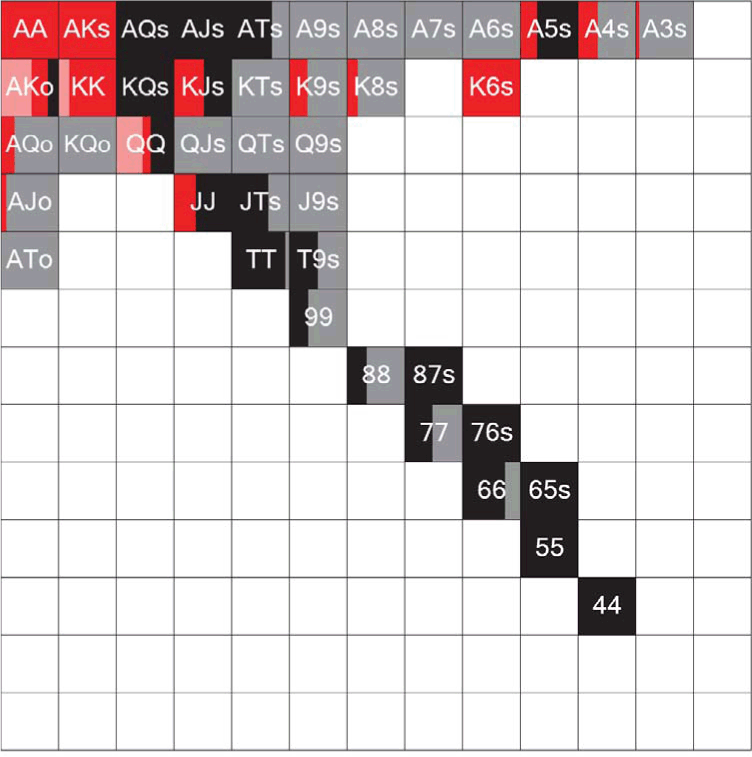 AA AKs AQs AJs ATs A9s A8s A7s A6s A5s A4s A3s
AKo KK KQs KJs KTs K9s K8s K6s
AQo KQo QQ QJs QTs Q9s
AJo JJ JTs J9s
ATo TT T9s
99
88 87s
77 76s
66 65s
55
44